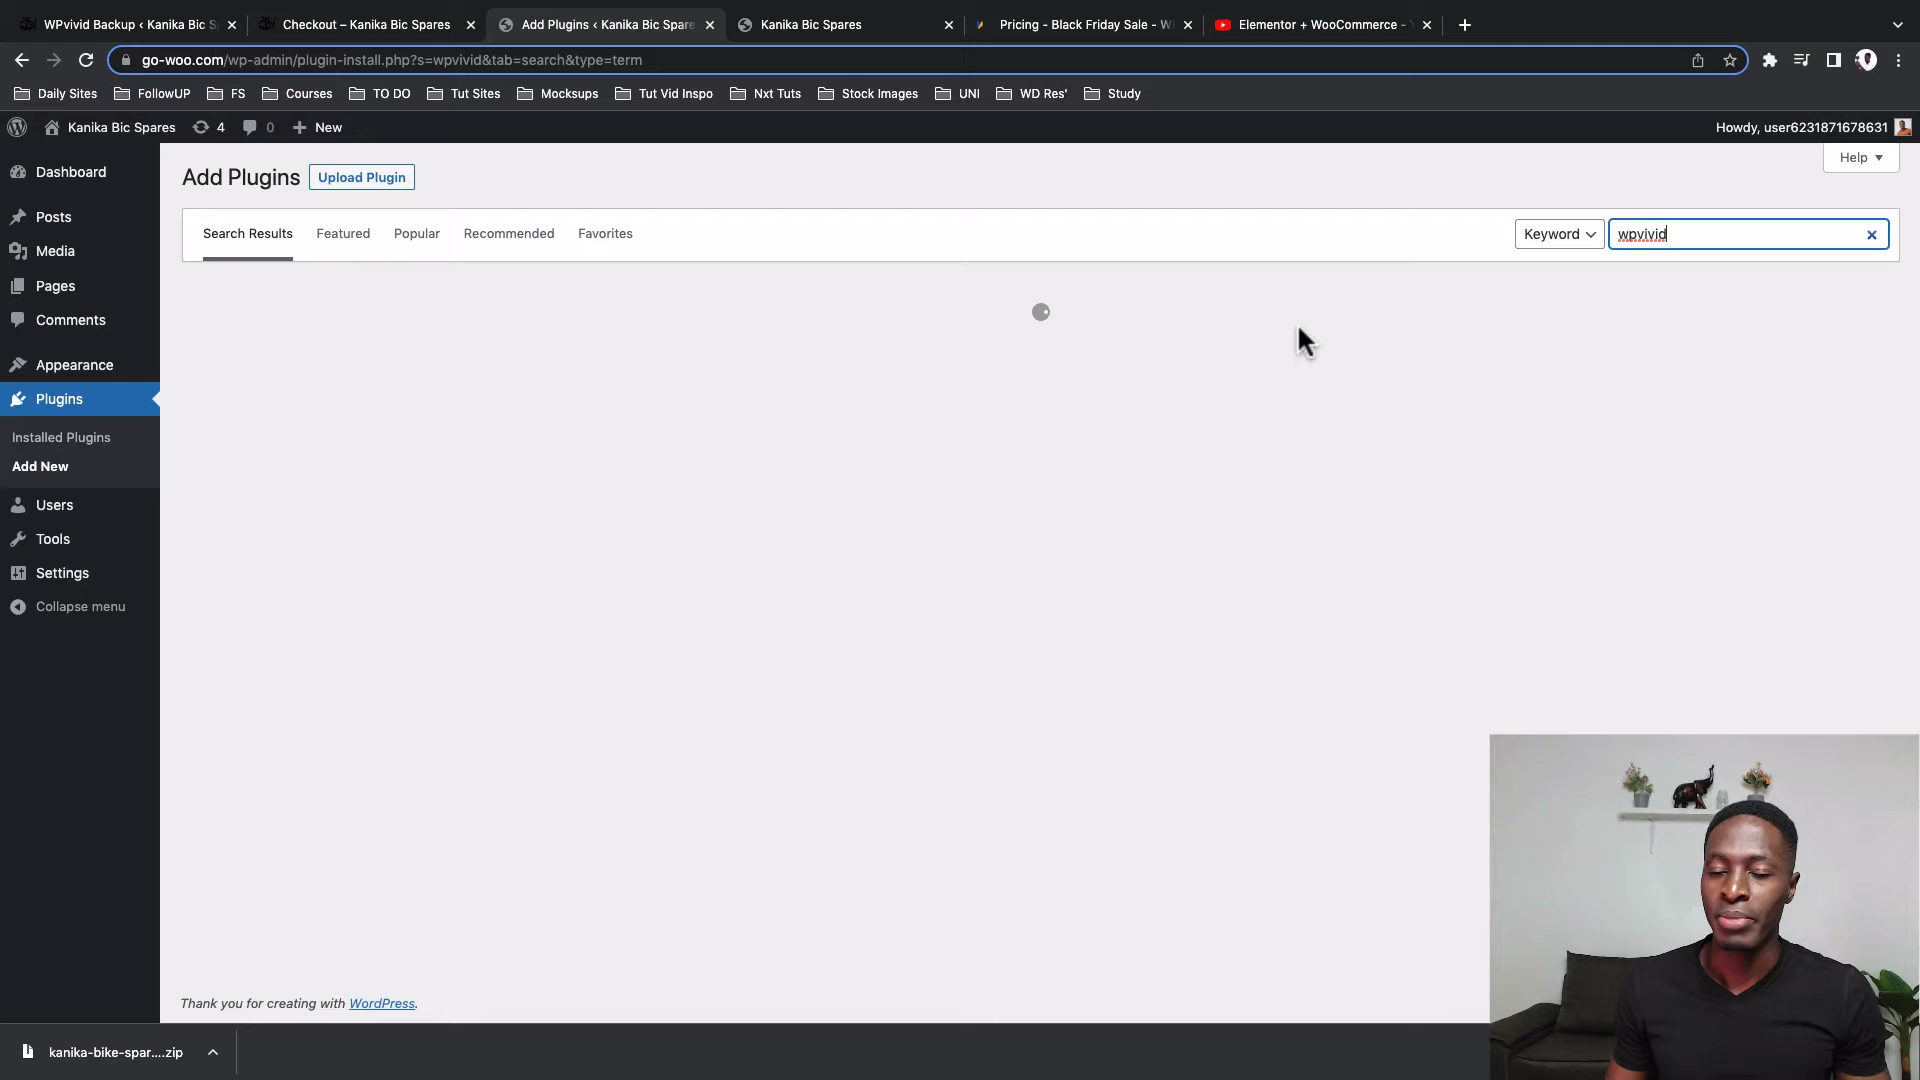 WPvivid Backup ‹ Kanika Bic S
Checkout – Kanika Bic Spares
Add Plugins ‹ Kanika Bic Spare
Kanika Bic Spares
Pricing - Black Friday Sale - W
Elementor + WooCommerce -
go-woo.com/wp-admin/plugin-install.php?s=wpvivid&tab=search&type=term
Daily Sites
FollowUP
FS
Courses
TO DO
Tut Sites
Mocksups
Tut Vid Inspo
Nxt Tuts
Stock Images
UNI
WD Res'
Study
Kanika Bic Spares
4
0
New
Howdy, user6231871678631
Dashboard
Posts
Media
Pages
Comments
Appearance
Plugins
Installed Plugins
Add New
Users
Tools
Settings
Collapse menu
Help
Add Plugins
Upload Plugin
Search Results
Featured
Popular
Recommended
Favorites
Keyword
wpvivid
Thank you for creating with WordPress.
kanika-bike-spar....zip